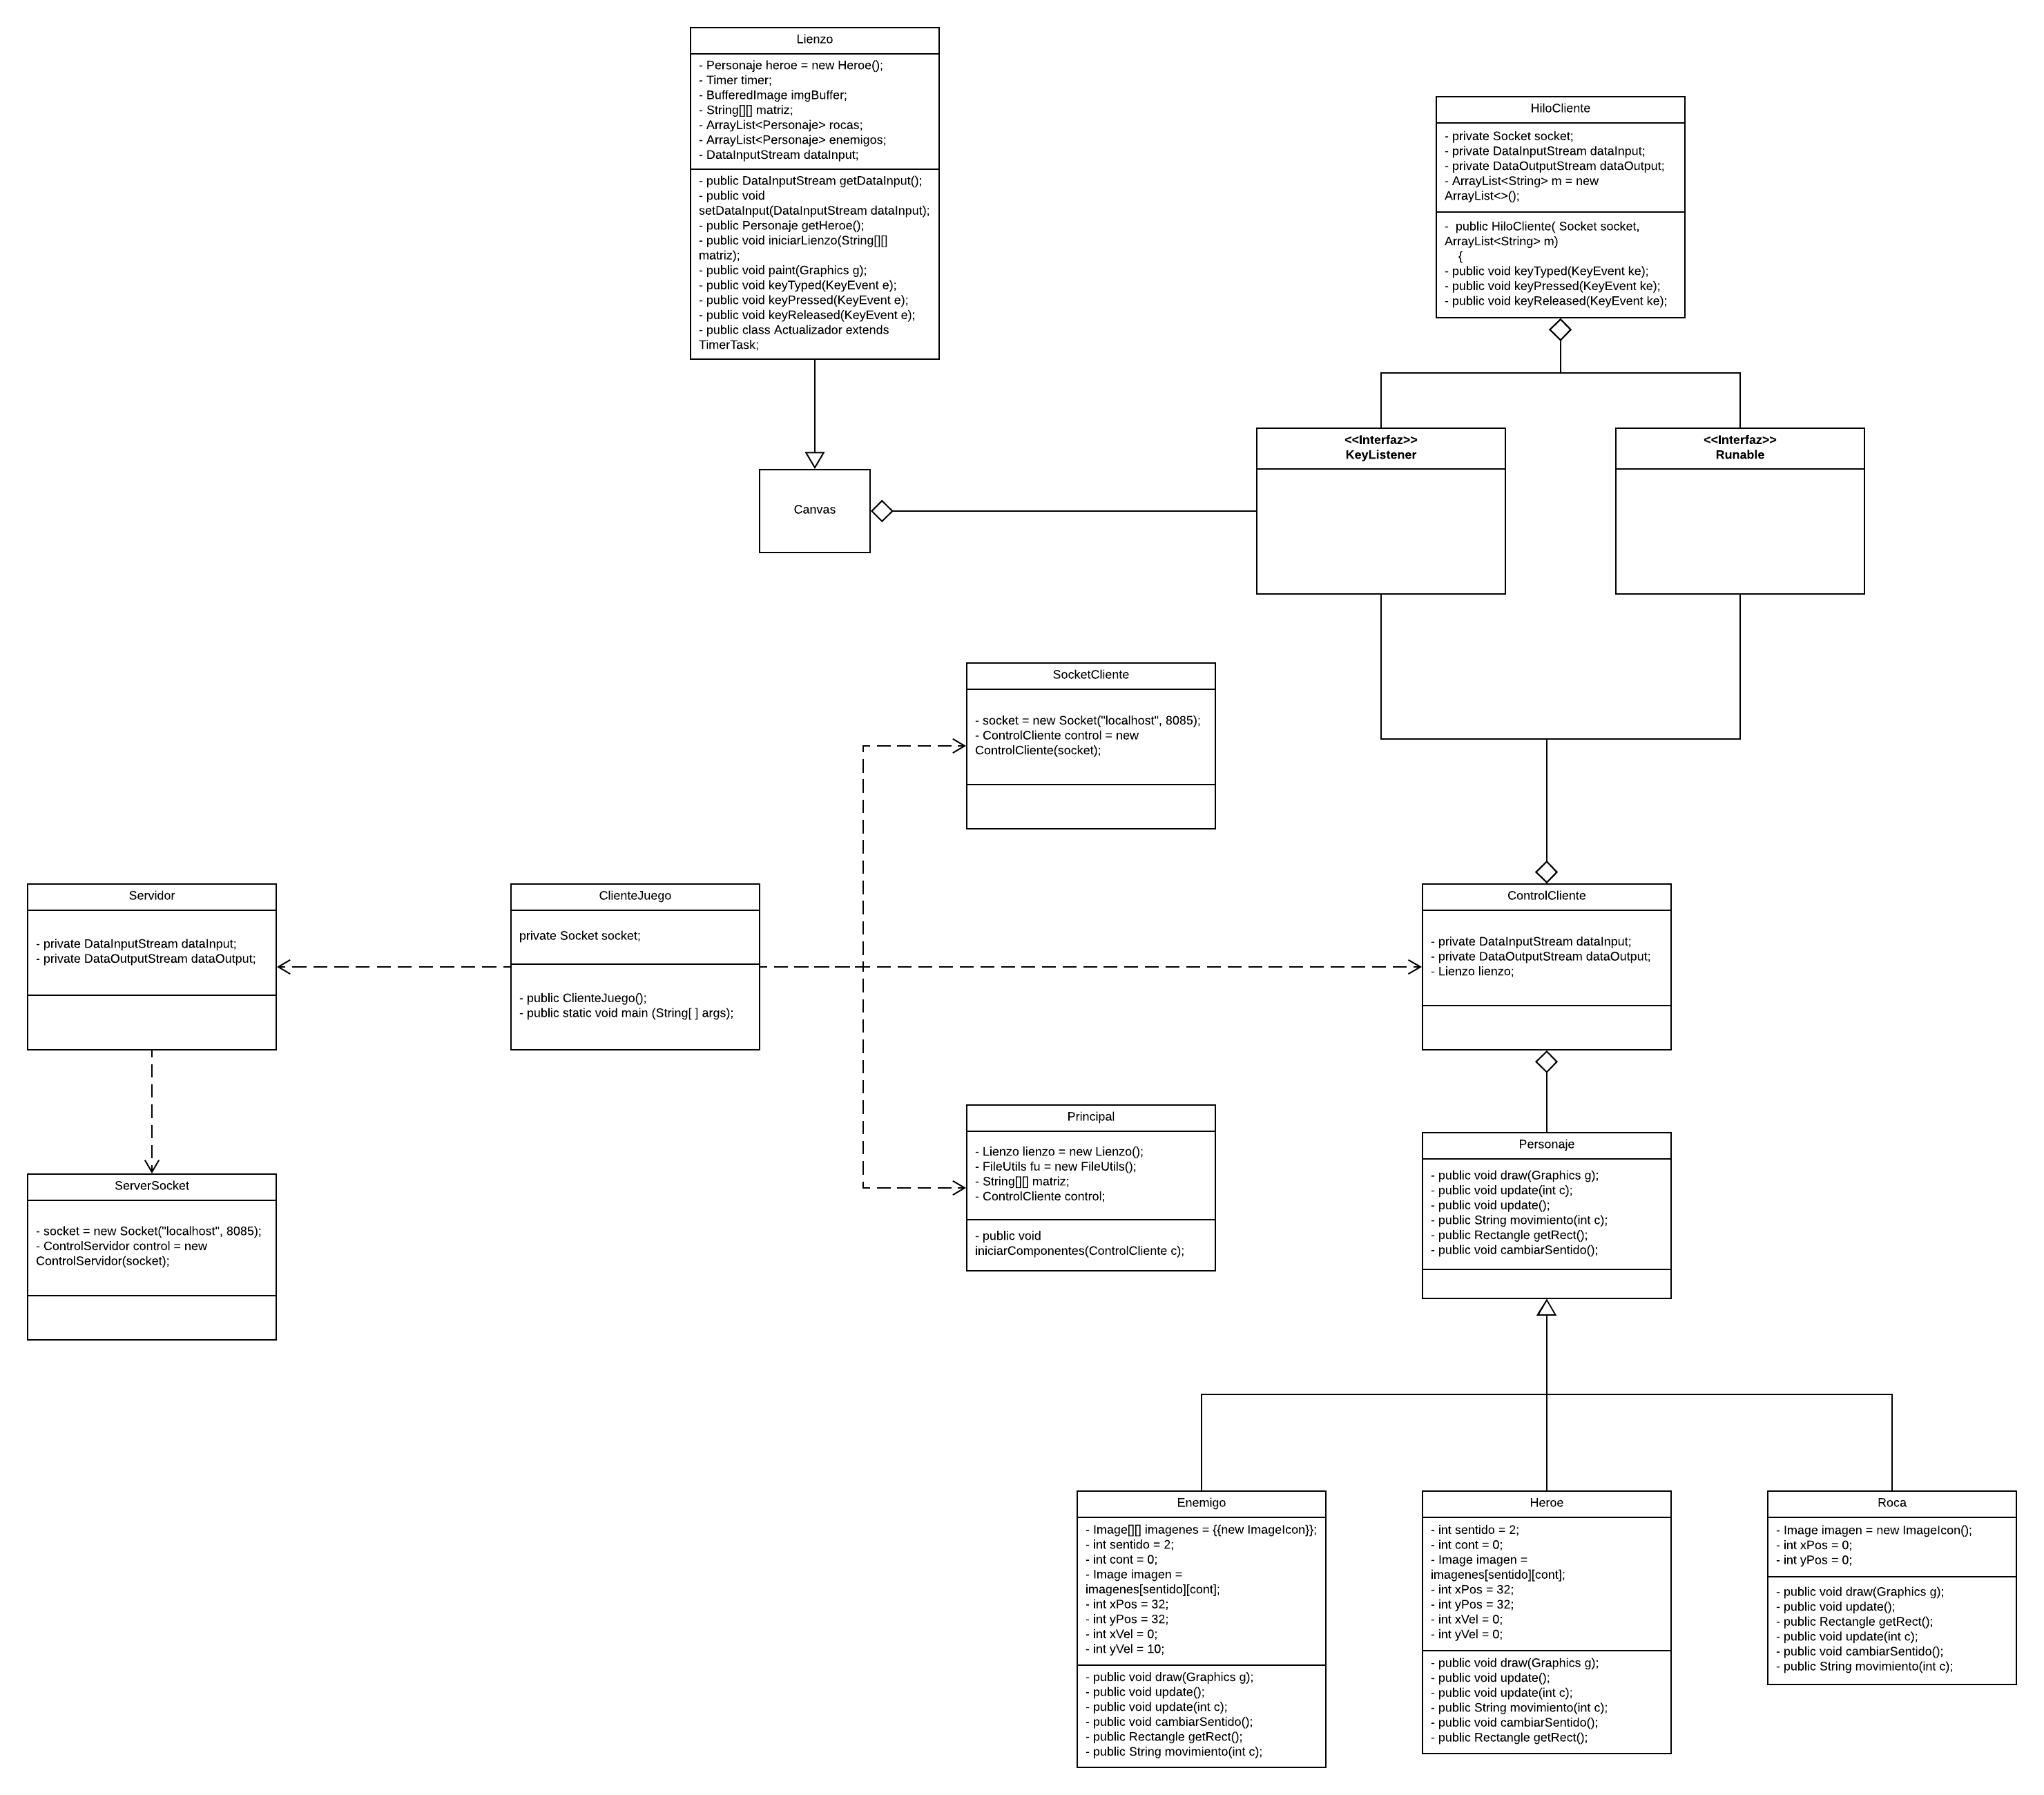 Lienzo
- Personaje heroe = new Heroe();
- Timer timer;
- BufferedImage imgBuffer;
- String[][] matriz;
- ArrayList<Personaje> rocas;
- ArrayList<Personaje> enemigos;
- DataInputStream dataInput;
- public DataInputStream getDataInput();
- public void
setDataInput(DataInputStream dataInput);
- public Personaje getHeroe();
- public void iniciarLienzo(String[][]
matriz);
- public void paint(Graphics g);
- public void keyTyped(KeyEvent e);
- public void keyPressed(KeyEvent e);
- public void keyReleased(KeyEvent e);
- public class Actualizador extends
TimerTask;
HiloCliente
- private Socket socket;
- private DataInputStream dataInput;
- private DataOutputStream dataOutput;
- ArrayList<String> m = new
ArrayList<>();
-  public HiloCliente( Socket socket,
ArrayList<String> m)
{
- public void keyTyped(KeyEvent ke);
- public void keyPressed(KeyEvent ke);
- public void keyReleased(KeyEvent ke);
<<Interfaz>>
KeyListener
<<Interfaz>>
Runable
Canvas
SocketCliente
- socket = new Socket("localhost", 8085);
- ControlCliente control = new
ControlCliente(socket);
Servidor
- private DataInputStream dataInput;
- private DataOutputStream dataOutput;
ClienteJuego
private Socket socket;
- public ClienteJuego();
- public static void main (String[ ] args);
ControlCliente
- private DataInputStream dataInput;
- private DataOutputStream dataOutput;
- Lienzo lienzo;
Principal
- Lienzo lienzo = new Lienzo();
- FileUtils fu = new FileUtils();
- String[][] matriz;
- ControlCliente control;
- public void
iniciarComponentes(ControlCliente c);
Personaje
- public void draw(Graphics g);
- public void update(int c);
- public void update();
- public String movimiento(int c);
- public Rectangle getRect();
- public void cambiarSentido();
ServerSocket
- socket = new Socket("localhost", 8085);
- ControlServidor control = new
ControlServidor(socket);
Enemigo
- Image[][] imagenes = {{new ImageIcon}};
- int sentido = 2;
- int cont = 0;
- Image imagen =
imagenes[sentido][cont];
- int xPos = 32;
- int yPos = 32;
- int xVel = 0;
- int yVel = 10;
- public void draw(Graphics g);
- public void update();
- public void update(int c);
- public void cambiarSentido();
- public Rectangle getRect();
- public String movimiento(int c);
Heroe
- int sentido = 2;
- int cont = 0;
- Image imagen =
imagenes[sentido][cont];
- int xPos = 32;
- int yPos = 32;
- int xVel = 0;
- int yVel = 0;
- public void draw(Graphics g);
- public void update();
- public void update(int c);
- public String movimiento(int c);
- public void cambiarSentido();
- public Rectangle getRect();
Roca
- Image imagen = new ImageIcon();
- int xPos = 0;
- int yPos = 0;
- public void draw(Graphics g);
- public void update();
- public Rectangle getRect();
- public void update(int c);
- public void cambiarSentido();
- public String movimiento(int c);